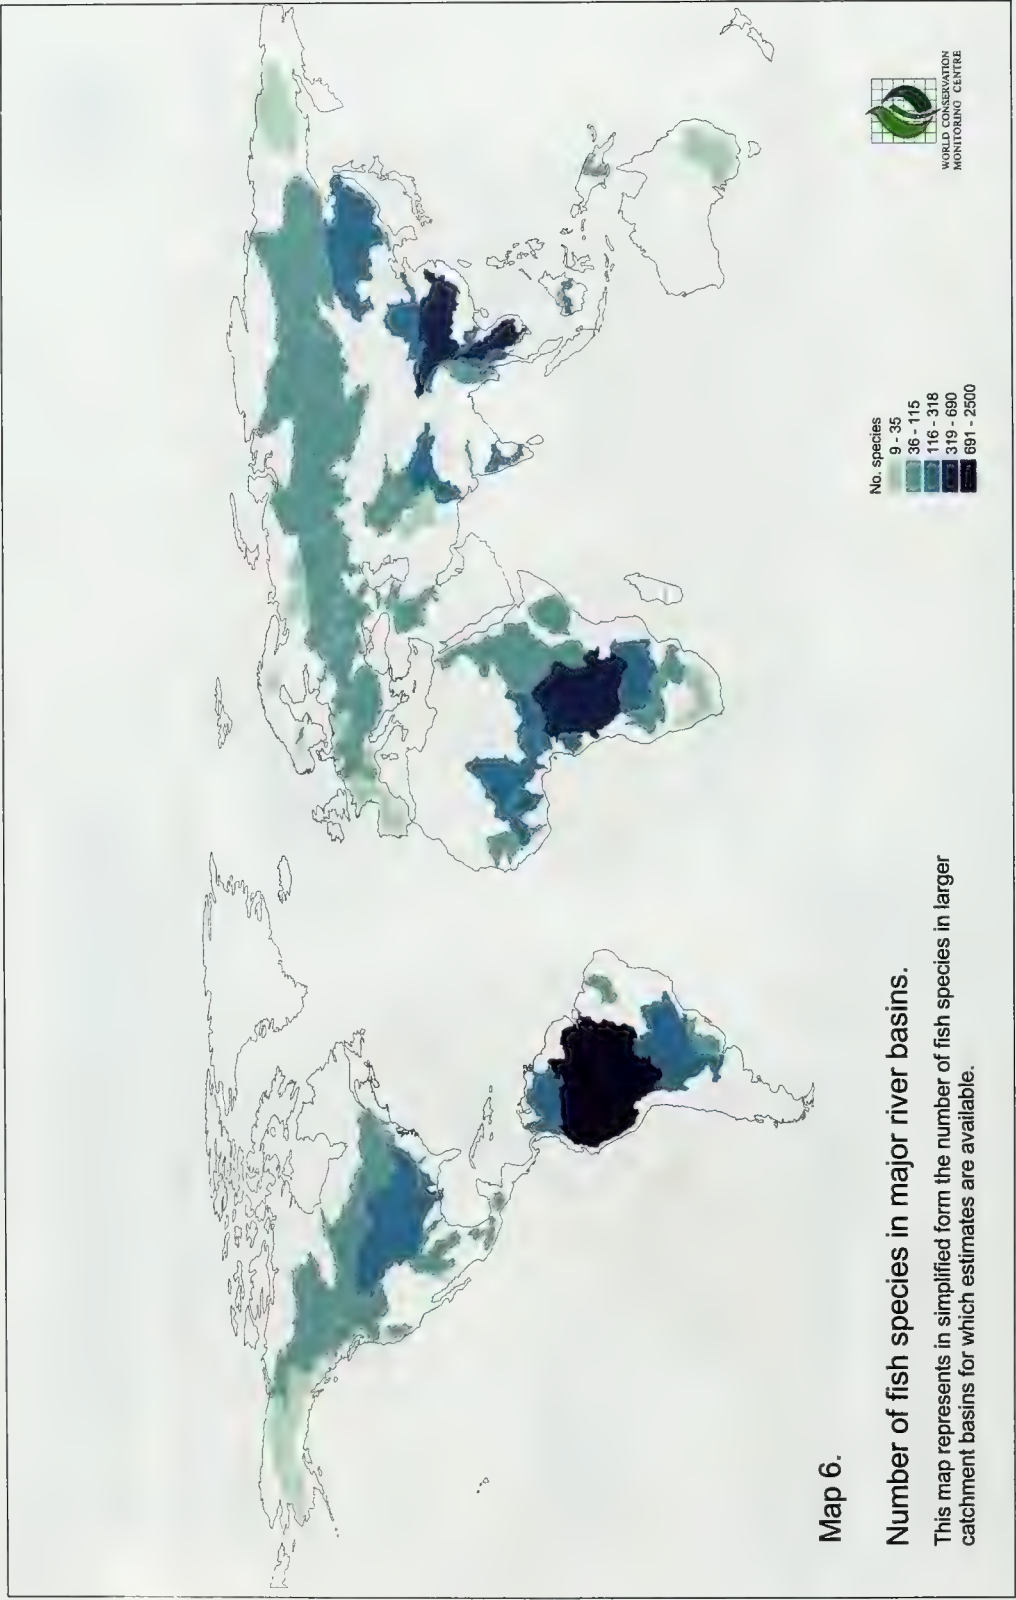 Map 6.
Number of fish species in major river basins.
This map represents in simplified form the number of fish species in larger
catchment basins for which estimates are available.
No. species
9 - 35
36 - 115
116 - 318
319 - 690
691 - 2500
WORLD CONSERVATION
MONITORING CENTRE